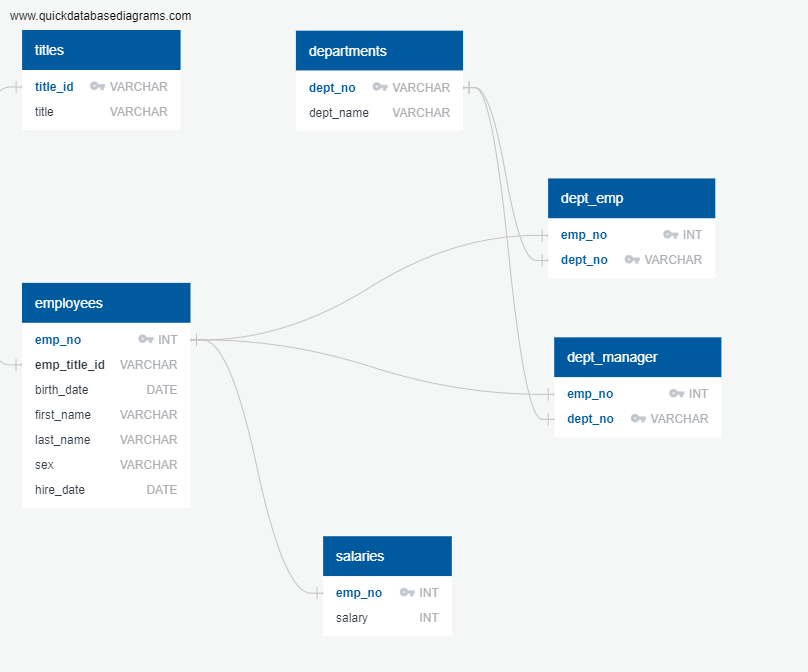 www.quickdatabasediagrams.com
titles
title_id VARCHAR
title VARCHAR
departments
dept_no VARCHAR
dept_name VARCHAR
dept_emp
emp_no INT
dept_no VARCHAR
employees
emp_no INT
emp_title_id VARCHAR
birth_date DATE
first_name VARCHAR
last_name VARCHAR
sex VARCHAR
hire_date DATE
dept_manager
emp_no INT
dept_no VARCHAR
salaries
emp_no INT
salary INT